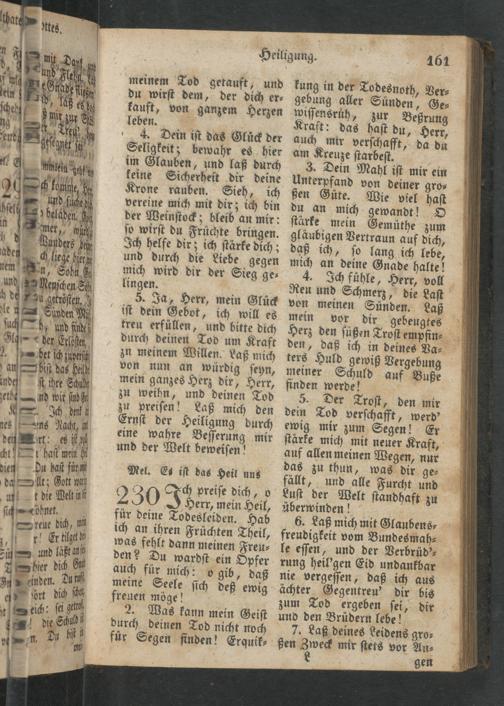 Heiligung.
161
meinem Tod getauft, und
du wirst dem, der dich er-
kauft, von ganzem Herzen
leben.
4. Dein ist das Glück der
Seligkeit; bewahr es hier
im Glauben, und laß durch
keine Sicherheit dir deine
Krone rauben. Sieh, ich
vereine mich mit dir; ich bin
der Weinstock; bleib an mir:
so wirst du Früchte bringen.
Ich helfe dir; ich stärke dich;
und durch die Liebe gegen
mich wird dir der Sieg ge-
lingen.
5. Ja, Herr, mein Glück
ist dein Gebot, ich will es
treu erfüllen, und bitte dich
durch deinen Tod um Kraft
zu meinem Willen. Laß mich
von nun an würdig seyn,
mein ganzes Herz dir, Herr,
zu weihn, und deinen Tod
zu preisen! Laß mich den
Ernst der Heiligung durch
eine wahre Besserung mir
und der Welt beweisen!
Mel. Es ist das Heil uns
230 Ich preise dich, o
Herr, mein Heil,
für deine Todesleiden. Hab
ich an ihren Früchten Theil,
was fehlt dann meinen Freu-
den? Du wardst ein Opfer
auch für mich: o gib, daß
meine Seele sich deß ewig
freuen möge!
2. Was kann mein Geist
durch deinen Tod nicht noch
für Segen finden! Erquik-
kung in der Todesnoth, Ver-
gebung aller Sünden, Ge-
wissensruh, zur Beßrung
Kraft: das hast du, Herr,
auch mir verschafft, da du
am Kreuze starbest.
3. Dein Mahl ist mir ein
Unterpfand von deiner gro-
ßen Güte. Wie viel hast
du an mich gewandt! O
stärke mein Gemüthe zum
gläubigen Vertraun auf dich,
daß ich, so lang ich lebe,
mich an deine Gnade halte!
4. Ich fühle, Herr, voll
Reu und Schmerz, die Last
von meinen Sünden. Laß
mein vor dir gebeugtes
Herz den süßen Trost empfin-
den, daß ich in deines Va-
ters Huld gewiß Vergebung
meiner Schuld auf Buße
finden werde!
5. Der Trost, den mir
dein Tod verschafft, werd'
ewig mir zum Segen! Er
stärke mich mit neuer Kraft,
auf allen meinen Wegen, nur
das zu thun, was dir ge-
fällt, und alle Furcht und
Lust der Welt standhaft zu
überwinden!
6. Laß mich mit Glaubens-
freudigkeit vom Bundesmah-
le essen, und der Verbrüd'-
rung heil'gen Eid undankbar
nie vergessen, daß ich aus
ächter Gegentreu' dir bis
zum Tod ergeben sei, dir
und den Brüdern lebe!
7. Laß deines Leidens gro-
ßen Zweck mir stets vor Au-
L
gen